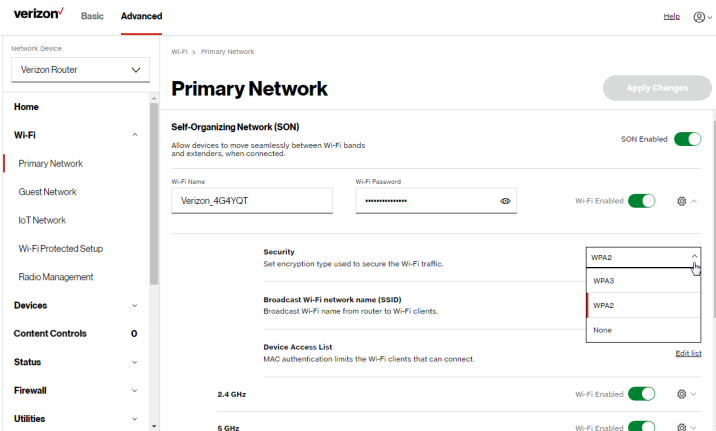 verizon✓ Basic Advanced Help
Network Device
Verizon Router
Home
Wi-Fi
Primary Network
Guest Network
IoT Network
Wi-Fi Protected Setup
Radio Management
Devices
Content Controls 0
Status
Firewall
Utilities
Wi-Fi > Primary Network
Primary Network
Apply Changes
Self-Organizing Network (SON)
Allow devices to move seamlessly between Wi-Fi bands
and extenders, when connected.
SON Enabled
Wi-Fi Name Wi-Fi Password
Verizon_4G4YQT •••••••••••••••
Wi-Fi Enabled
Security
Set encryption type used to secure the Wi-Fi traffic.
WPA2
WPA3
WPA2
None
Broadcast Wi-Fi network name (SSID)
Broadcast Wi-Fi name from router to Wi-Fi clients.
Device Access List
MAC authentication limits the Wi-Fi clients that can connect.
Edit list
2.4 GHz Wi-Fi Enabled
5 GHz Wi-Fi Enabled